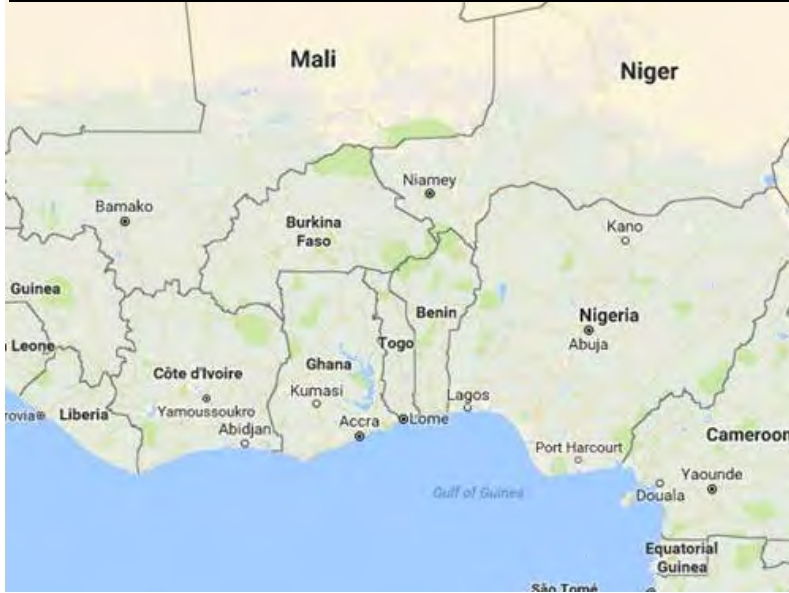 Mali
Niger
Niamey
Bamako
Burkina
Faso
Kano
Guinea
Benin
Nigeria
Abuja
Leone
Togo
Ghana
Côte d'Ivoire
Kumasi
Lagos
rovia
Liberia
Yamoussoukro
Abidjan
Accra
Lome
Cameroon
Port Harcourt
Yaounde
Douala
Gulf of Guinea
Equatorial
Guinea
São Tomé